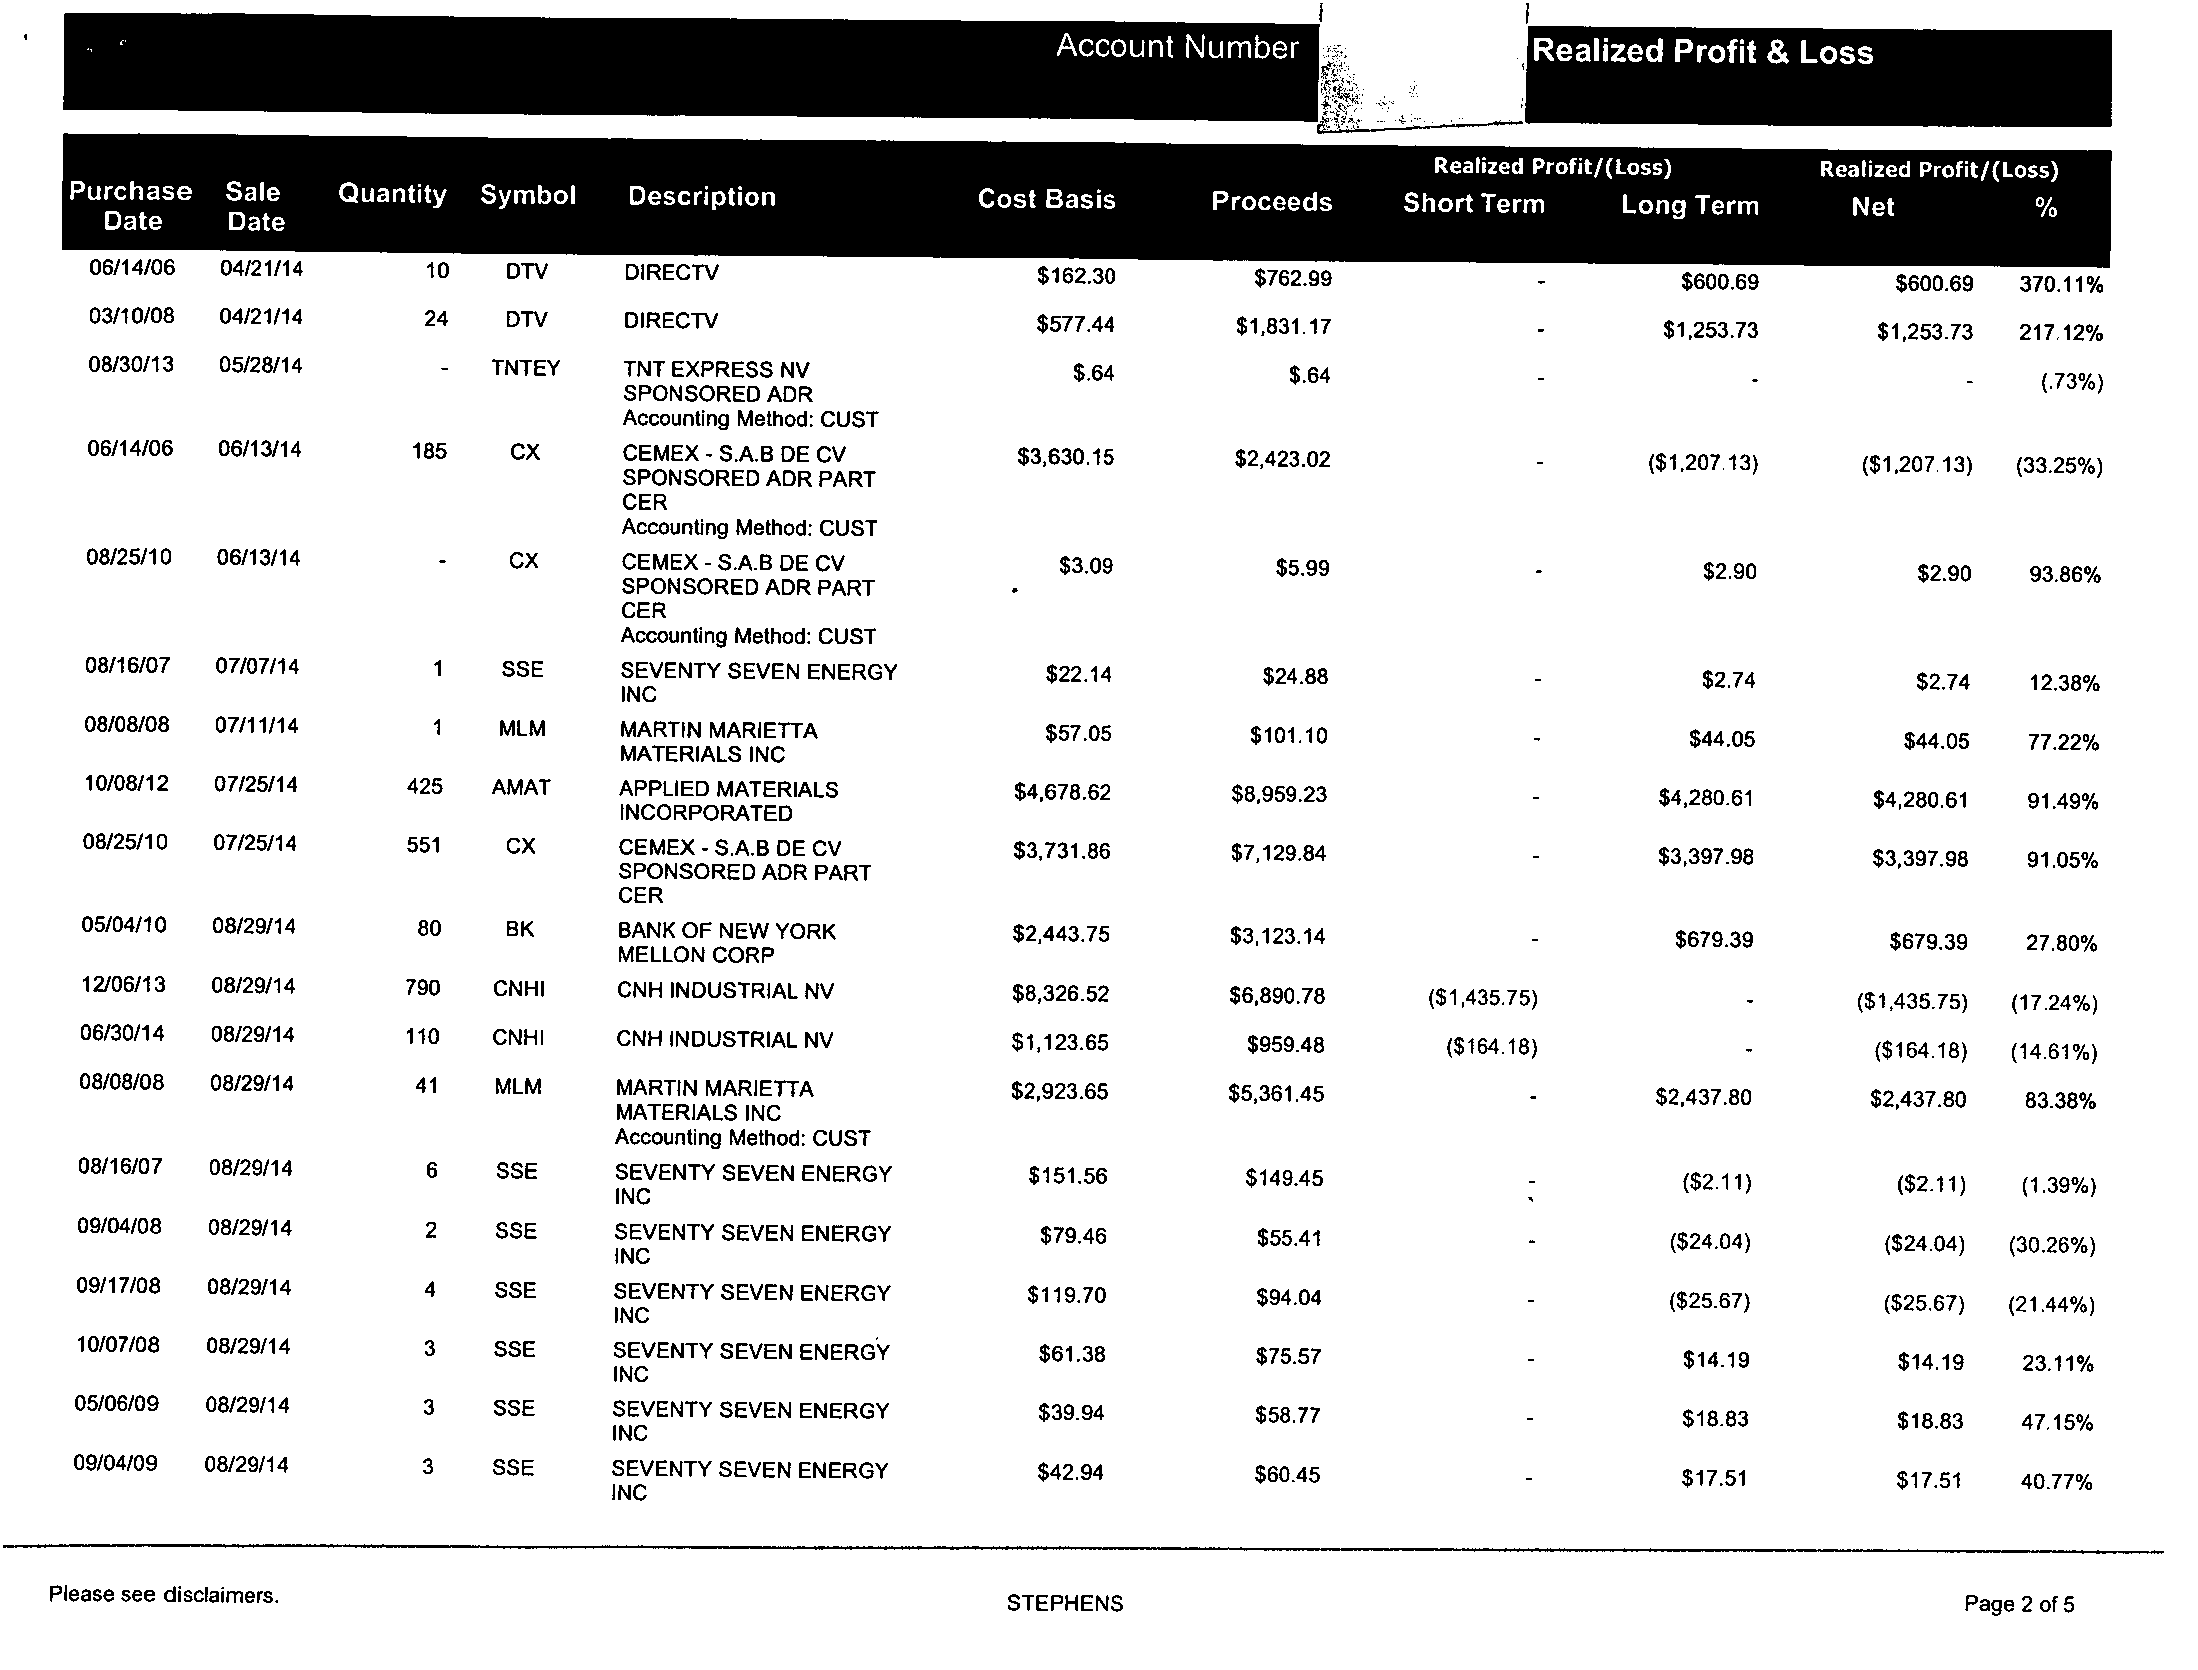 Account Number Realized Profit & Loss
Realized Profit/(Loss) Realized Profit/(Loss)
Purchase Date Sale Date Quantity Symbol Description Cost Basis Proceeds Short Term Long Term Net %
06/14/06 04/21/14 10 DTV DIRECTV $162.30 $762.99 - $600.69 $600.69 370.11%
03/10/08 04/21/14 24 DTV DIRECTV $577.44 $1,831.17 - $1,253.73 $1,253.73 217.12%
08/30/13 05/28/14 - TNTEY TNT EXPRESS NV $.64 $.64 - - - (.73%)
SPONSORED ADR
Accounting Method: CUST
06/14/06 06/13/14 185 CX CEMEX - S.A.B DE CV $3,630.15 $2,423.02 - ($1,207.13) ($1,207.13) (33.25%)
SPONSORED ADR PART
CER
Accounting Method: CUST
08/25/10 06/13/14 - CX CEMEX - S.A.B DE CV $3.09 $5.99 - $2.90 $2.90 93.86%
SPONSORED ADR PART
CER
Accounting Method: CUST
08/16/07 07/07/14 1 SSE SEVENTY SEVEN ENERGY $22.14 $24.88 - $2.74 $2.74 12.38%
INC
08/08/08 07/11/14 1 MLM MARTIN MARIETTA $57.05 $101.10 - $44.05 $44.05 77.22%
MATERIALS INC
10/08/12 07/25/14 425 AMAT APPLIED MATERIALS $4,678.62 $8,959.23 - $4,280.61 $4,280.61 91.49%
INCORPORATED
08/25/10 07/25/14 551 CX CEMEX - S.A.B DE CV $3,731.86 $7,129.84 - $3,397.98 $3,397.98 91.05%
SPONSORED ADR PART
CER
05/04/10 08/29/14 80 BK BANK OF NEW YORK $2,443.75 $3,123.14 - $679.39 $679.39 27.80%
MELLON CORP
12/06/13 08/29/14 790 CNHI CNH INDUSTRIAL NV $8,326.52 $6,890.78 ($1,435.75) - ($1,435.75) (17.24%)
06/30/14 08/29/14 110 CNHI CNH INDUSTRIAL NV $1,123.65 $959.48 ($164.18) - ($164.18) (14.61%)
08/08/08 08/29/14 41 MLM MARTIN MARIETTA $2,923.65 $5,361.45 - $2,437.80 $2,437.80 83.38%
MATERIALS INC
Accounting Method: CUST
08/16/07 08/29/14 6 SSE SEVENTY SEVEN ENERGY $151.56 $149.45 - ($2.11) ($2.11) (1.39%)
INC
09/04/08 08/29/14 2 SSE SEVENTY SEVEN ENERGY $79.46 $55.41 - ($24.04) ($24.04) (30.26%)
INC
09/17/08 08/29/14 4 SSE SEVENTY SEVEN ENERGY $119.70 $94.04 - ($25.67) ($25.67) (21.44%)
INC
10/07/08 08/29/14 3 SSE SEVENTY SEVEN ENERGY $61.38 $75.57 - $14.19 $14.19 23.11%
INC
05/06/09 08/29/14 3 SSE SEVENTY SEVEN ENERGY $39.94 $58.77 - $18.83 $18.83 47.15%
INC
09/04/09 08/29/14 3 SSE SEVENTY SEVEN ENERGY $42.94 $60.45 - $17.51 $17.51 40.77%
INC
Please see disclaimers. STEPHENS Page 2 of 5